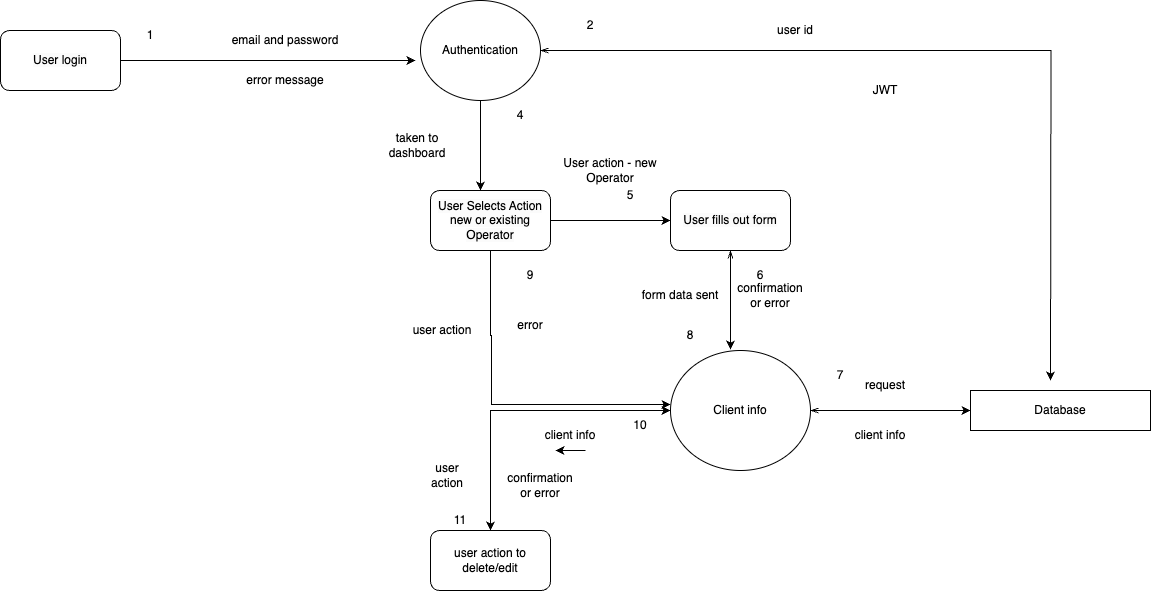 1
2
user id
email and password
User login
Authentication
error message
JWT
4
taken to
dashboard
User action - new
Operator
5
User Selects Action
new or existing
Operator
User fills out form
9
6
form data sent
confirmation
or error
user action
error
8
7
request
Client info
Database
10
client info
client info
user
action
confirmation
or error
11
user action to
delete/edit